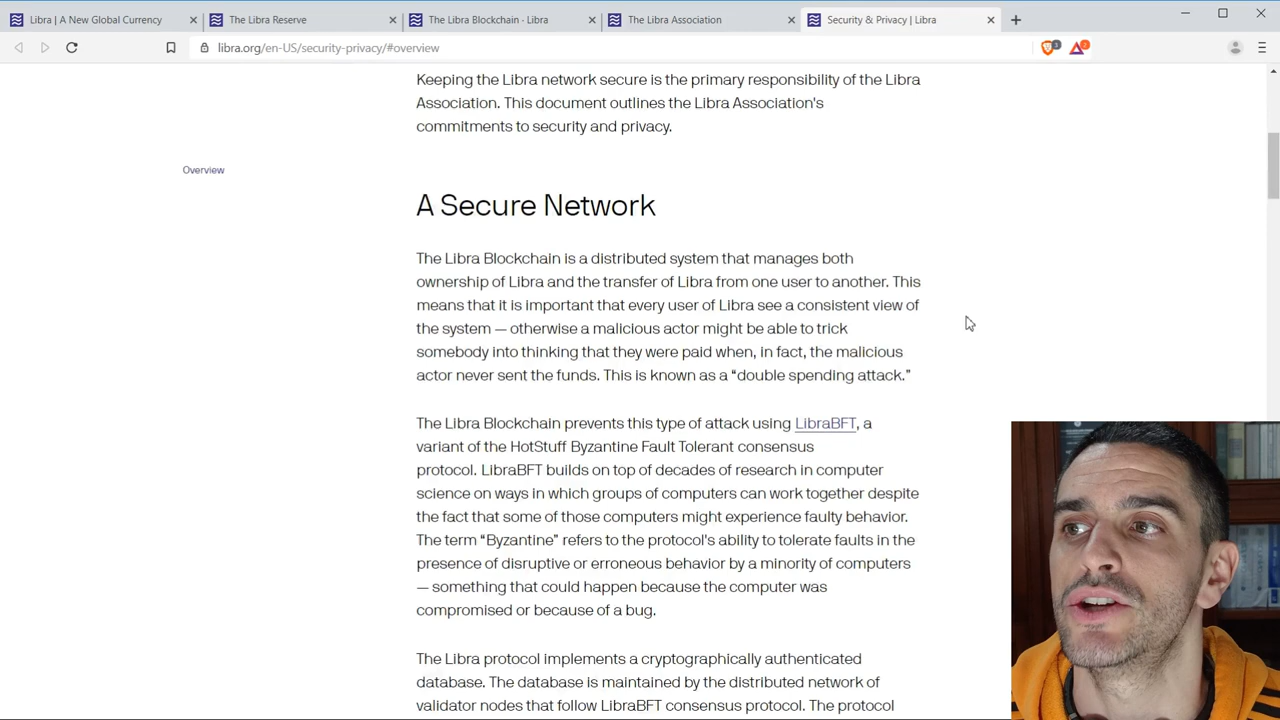 Libra | A New Global Currency
The Libra Reserve
The Libra Blockchain - Libra
The Libra Association
Security & Privacy | Libra
libra.org/en-US/security-privacy/#overview
3
2
Keeping the Libra network secure is the primary responsibility of the Libra
Association. This document outlines the Libra Association's
commitments to security and privacy.
Overview
A Secure Network
The Libra Blockchain is a distributed system that manages both
ownership of Libra and the transfer of Libra from one user to another. This
means that it is important that every user of Libra see a consistent view of
the system — otherwise a malicious actor might be able to trick
somebody into thinking that they were paid when, in fact, the malicious
actor never sent the funds. This is known as a “double spending attack.”
The Libra Blockchain prevents this type of attack using LibraBFT, a
variant of the HotStuff Byzantine Fault Tolerant consensus
protocol. LibraBFT builds on top of decades of research in computer
science on ways in which groups of computers can work together despite
the fact that some of those computers might experience faulty behavior.
The term “Byzantine” refers to the protocol's ability to tolerate faults in the
presence of disruptive or erroneous behavior by a minority of computers
— something that could happen because the computer was
compromised or because of a bug.
The Libra protocol implements a cryptographically authenticated
database. The database is maintained by the distributed network of
validator nodes that follow LibraBFT consensus protocol. The protocol